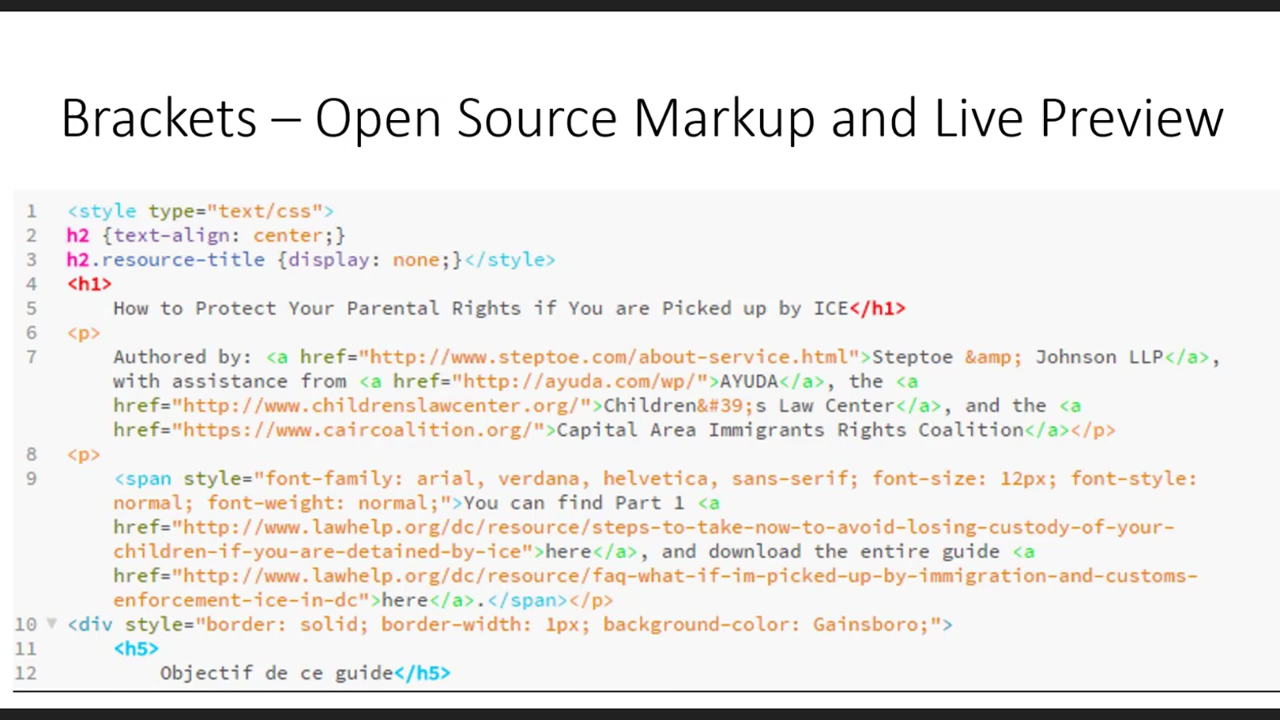 Brackets – Open Source Markup and Live Preview
1 <style type="text/css">
2 h2 {text-align: center;}
3 h2.resource-title {display: none;}</style>
4 <h1>
5 How to Protect Your Parental Rights if You are Picked up by ICE</h1>
6 <p>
7 Authored by: <a href="http://www.steptoe.com/about-service.html">Steptoe &amp; Johnson LLP</a>,
with assistance from <a href="http://ayuda.com/wp/">AYUDA</a>, the <a
href="http://www.childrenslawcenter.org/">Children&#39;s Law Center</a>, and the <a
href="https://www.caircoalition.org/">Capital Area Immigrants Rights Coalition</a></p>
8 <p>
9 <span style="font-family: arial, verdana, helvetica, sans-serif; font-size: 12px; font-style:
normal; font-weight: normal;">You can find Part 1 <a
href="http://www.lawhelp.org/dc/resource/steps-to-take-now-to-avoid-losing-custody-of-your-
children-if-you-are-detained-by-ice">here</a>, and download the entire guide <a
href="http://www.lawhelp.org/dc/resource/faq-what-if-im-picked-up-by-immigration-and-customs-
enforcement-ice-in-dc">here</a>.</span></p>
10 <div style="border: solid; border-width: 1px; background-color: Gainsboro;">
11 <h5>
12 Objectif de ce guide</h5>